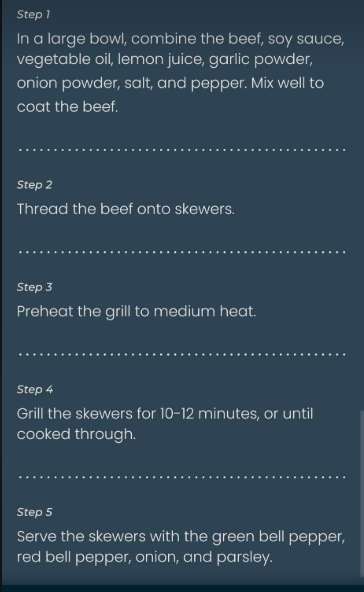 Step 1
In a large bowl, combine the beef, soy sauce,
vegetable oil, lemon juice, garlic powder,
onion powder, salt, and pepper. Mix well to
coat the beef.
Step 2
Thread the beef onto skewers.
Step 3
Preheat the grill to medium heat.
Step 4
Grill the skewers for 10-12 minutes, or until
cooked through.
Step 5
Serve the skewers with the green bell pepper,
red bell pepper, onion, and parsley.